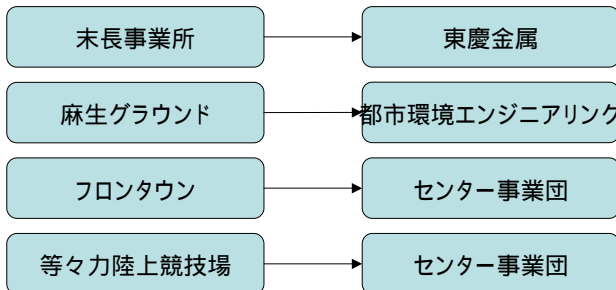 末長事業所
東慶金属
麻生グラウンド
都市環境エンジニアリング
フロンタウン
センター事業団
等々力陸上競技場
センター事業団